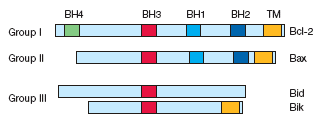 BH4 BH3 BH1 BH2 TM
Group I Bcl-2
Group II Bax
Group III Bid
Bik